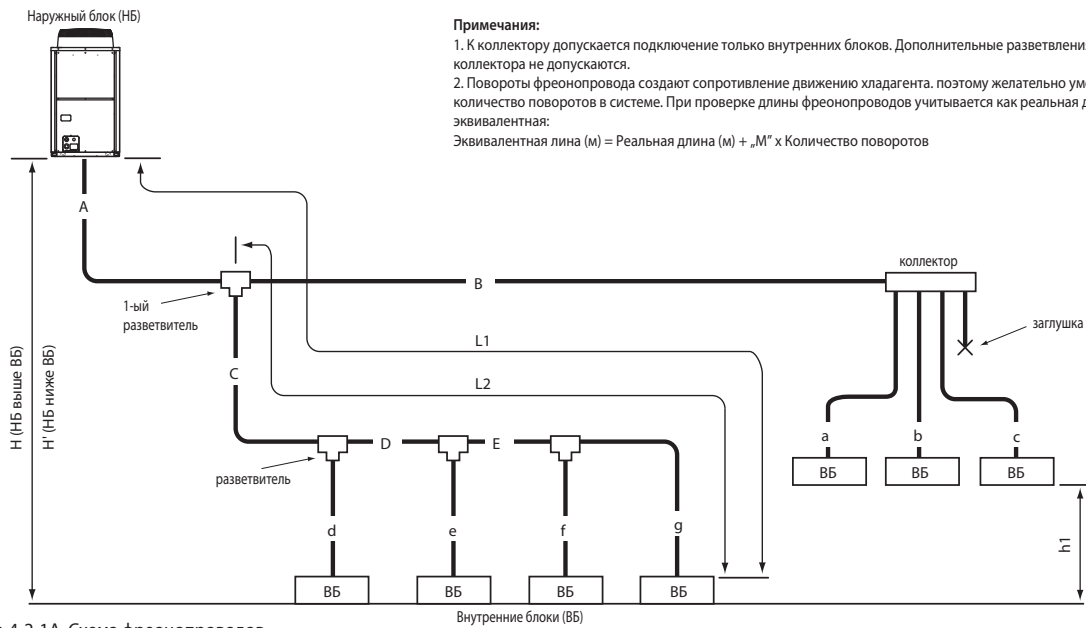 Наружный блок (НБ)
Примечания:
1. К коллектору допускается подключение только внутренних блоков. Дополнительные
коллектора не допускаются.
2. Повороты фреонопровода создают сопротивление движению хладагента. поэтому желательно
количество поворотов в системе. При проверке длины фреонопроводов учитывается как реальная
эквивалентная:
Эквивалентная лина (м) = Реальная длина (м) + „М” х Количество поворотов
A
1-ый
разветвитель
B
коллектор
заглушка
L1
L2
C
H (НБ выше ВБ)
H' (НБ ниже ВБ)
D
E
разветвитель
a
b
c
ВБ
ВБ
ВБ
d
e
f
g
h1
ВБ
ВБ
ВБ
ВБ
Внутренние блоки (ВБ)